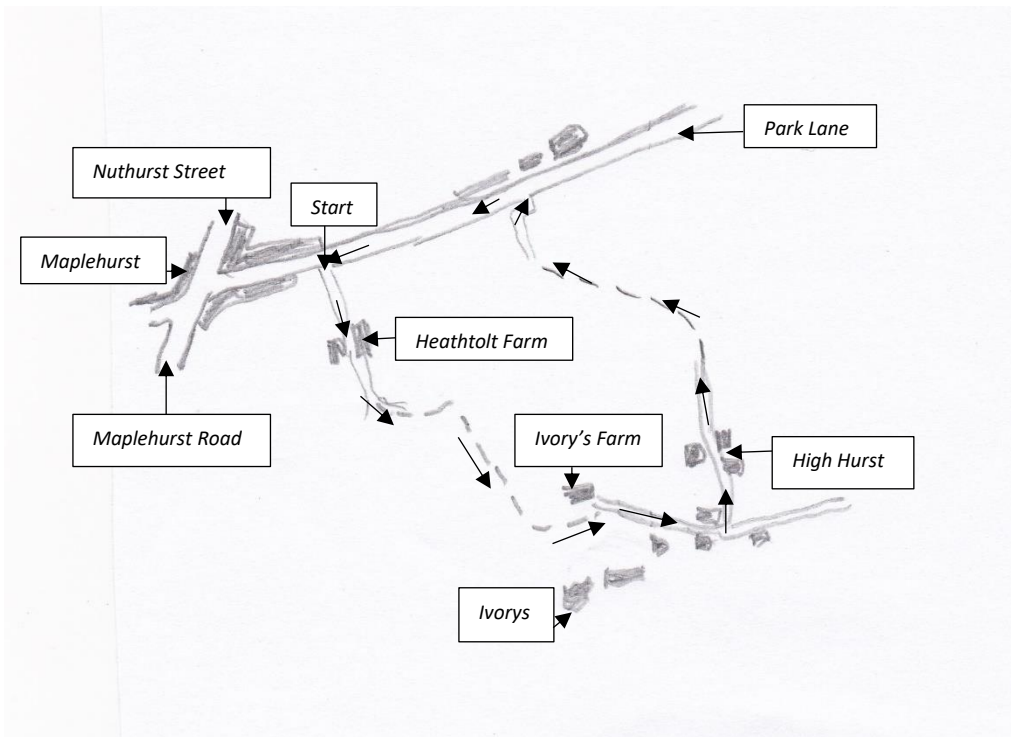 Park Lane
Nuthurst Street
Start
Maplehurst
Heathtolt Farm
Maplehurst Road
Ivory's Farm
High Hurst
Ivorys